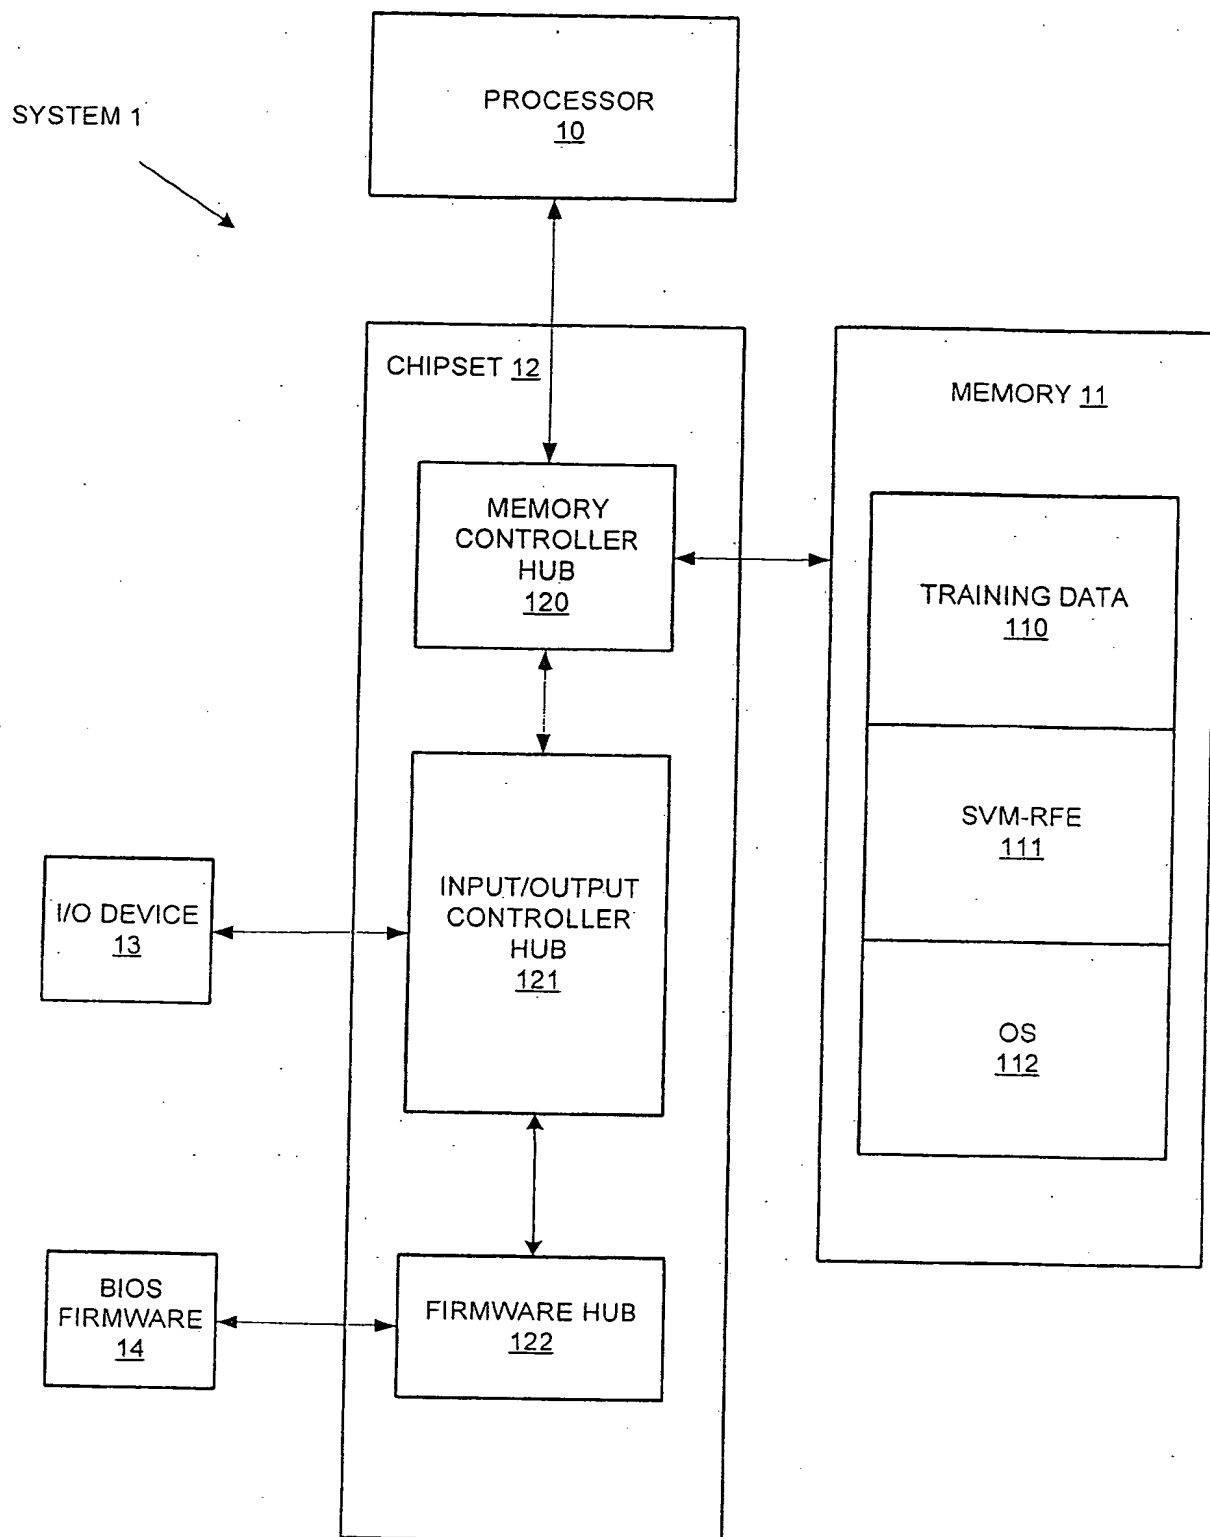 PROCESSOR
10
SYSTEM 1
CHIPSET 12
MEMORY 11
MEMORY
CONTROLLER
HUB
120
TRAINING DATA
110
SVM-RFE
111
INPUT/OUTPUT
CONTROLLER
HUB
121
I/O DEVICE
13
OS
112
BIOS
FIRMWARE
14
FIRMWARE HUB
122